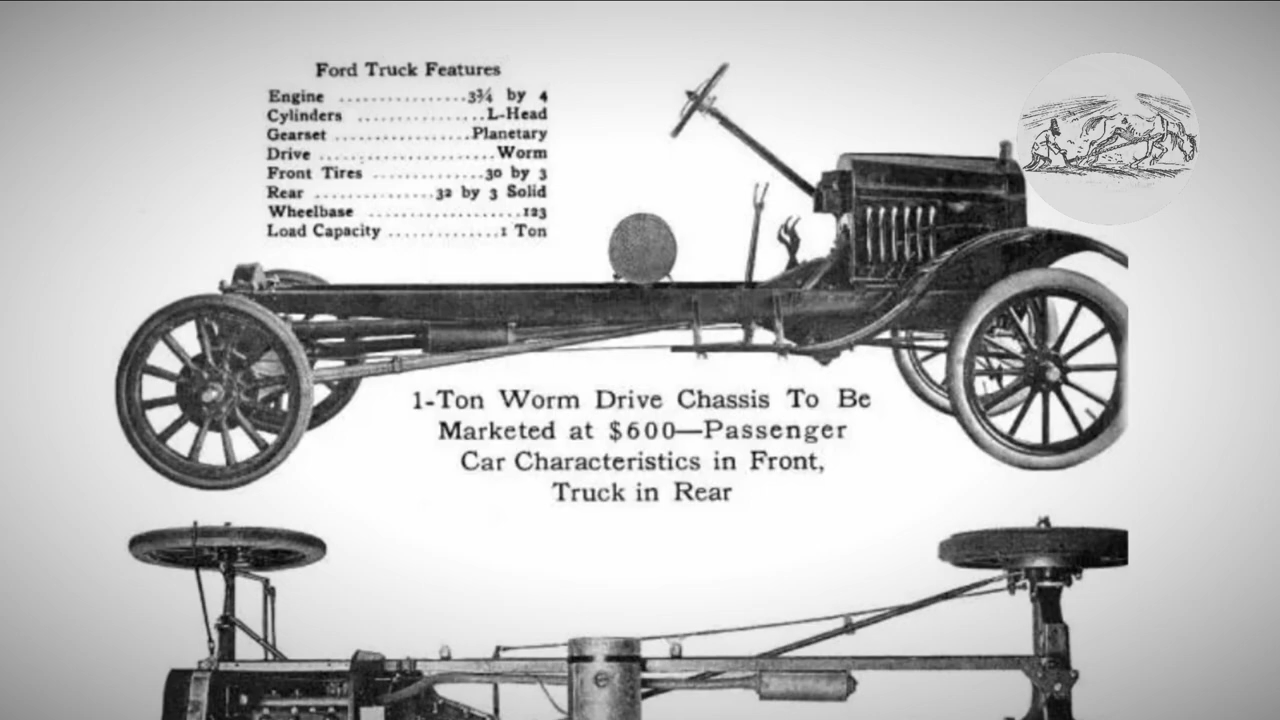 Ford Truck Features
Engine ................3¾ by 4
Cylinders ................L-Head
Gearset ................Planetary
Drive ................Worm
Front Tires ................30 by 3
Rear ................32 by 3 Solid
Wheelbase ................123
Load Capacity ................1 Ton
1-Ton Worm Drive Chassis To Be
Marketed at $600—Passenger
Car Characteristics in Front,
Truck in Rear